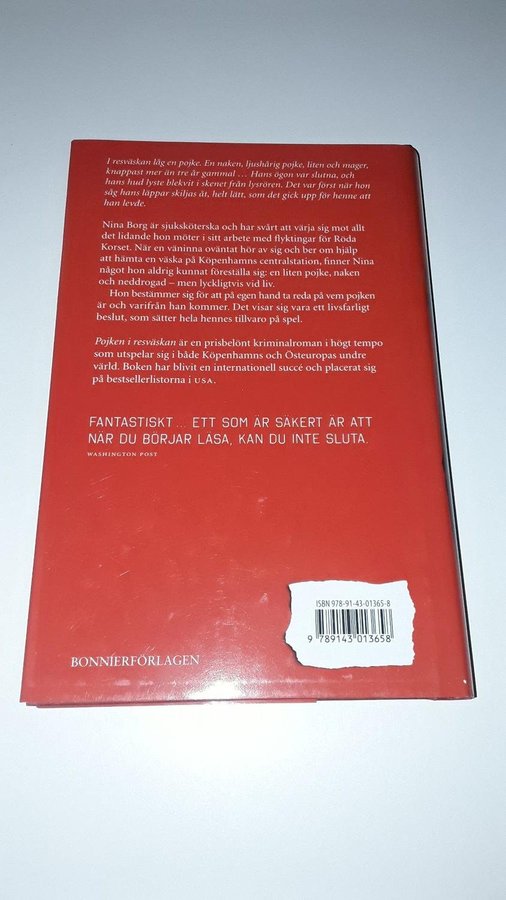 I resväskan låg en pojke. En naken, ljushårig pojke, liten och mager,
knappast mer än tre år gammal … Hans ögon var slutna, och
hans hud lyste blekvit i skenet från lysrören. Det var först när hon
såg hans läppar skiljas åt, helt lätt, som det gick upp för henne att
han levde.
Nina Borg är sjuksköterska och har svårt att värja sig mot allt
det lidande hon möter i sitt arbete med flyktingar för Röda
Korset. När en väninna oväntat hör av sig och ber om hjälp
att hämta en väska på Köpenhamns centralstation, finner Nina
något hon aldrig kunnat föreställa sig: en liten pojke, naken
och neddrogad – men lyckligtvis vid liv.
Hon bestämmer sig för att på egen hand ta reda på vem pojken
är och varifrån han kommer. Det visar sig vara ett livsfarligt
beslut, som sätter hela hennes tillvaro på spel.
Pojken i resväskan är en prisbelönt kriminalroman i högt tempo
som utspelar sig i både Köpenhamns och Östeuropas undre
värld. Boken har blivit en internationell succé och placerat sig
på bestsellerlistorna i USA.
FANTASTISKT … ETT SOM ÄR SÄKERT ÄR ATT
NÄR DU BÖRJAR LÄSA, KAN DU INTE SLUTA.
WASHINGTON POST
ISBN 978-91-43-01365-8
9 789143 013658
BONNIERFÖRLAGEN